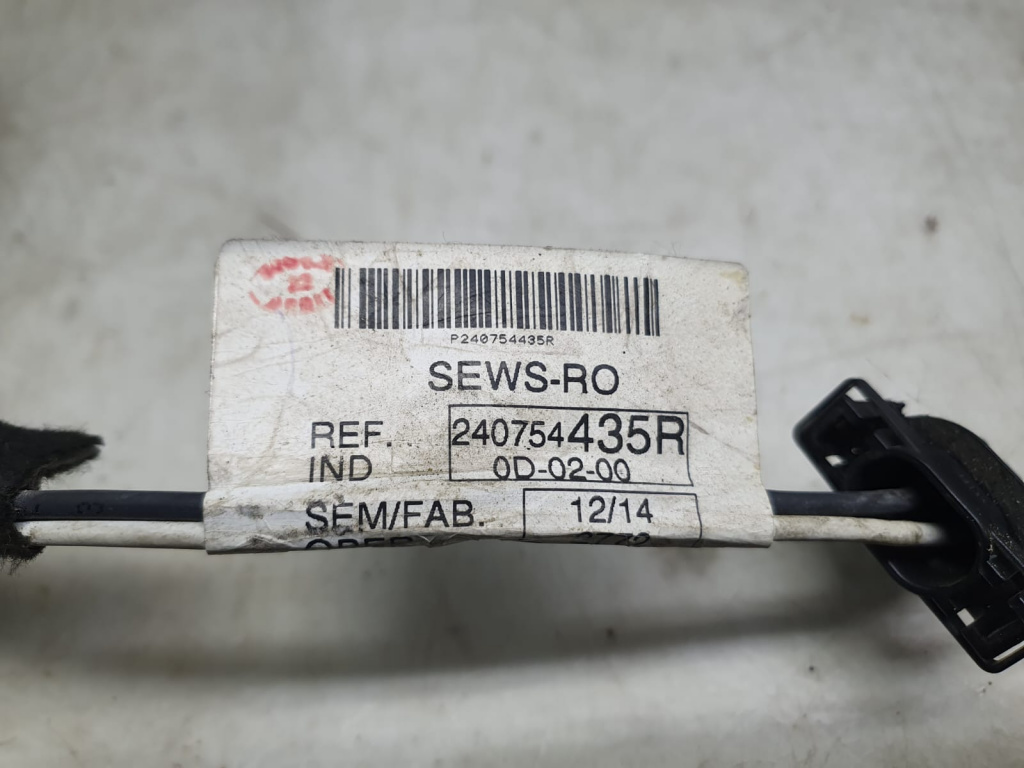 P240754435R
SEWS-RO
REF. 240754435R
IND 0D-02-00
SEM/FAB. 12/14